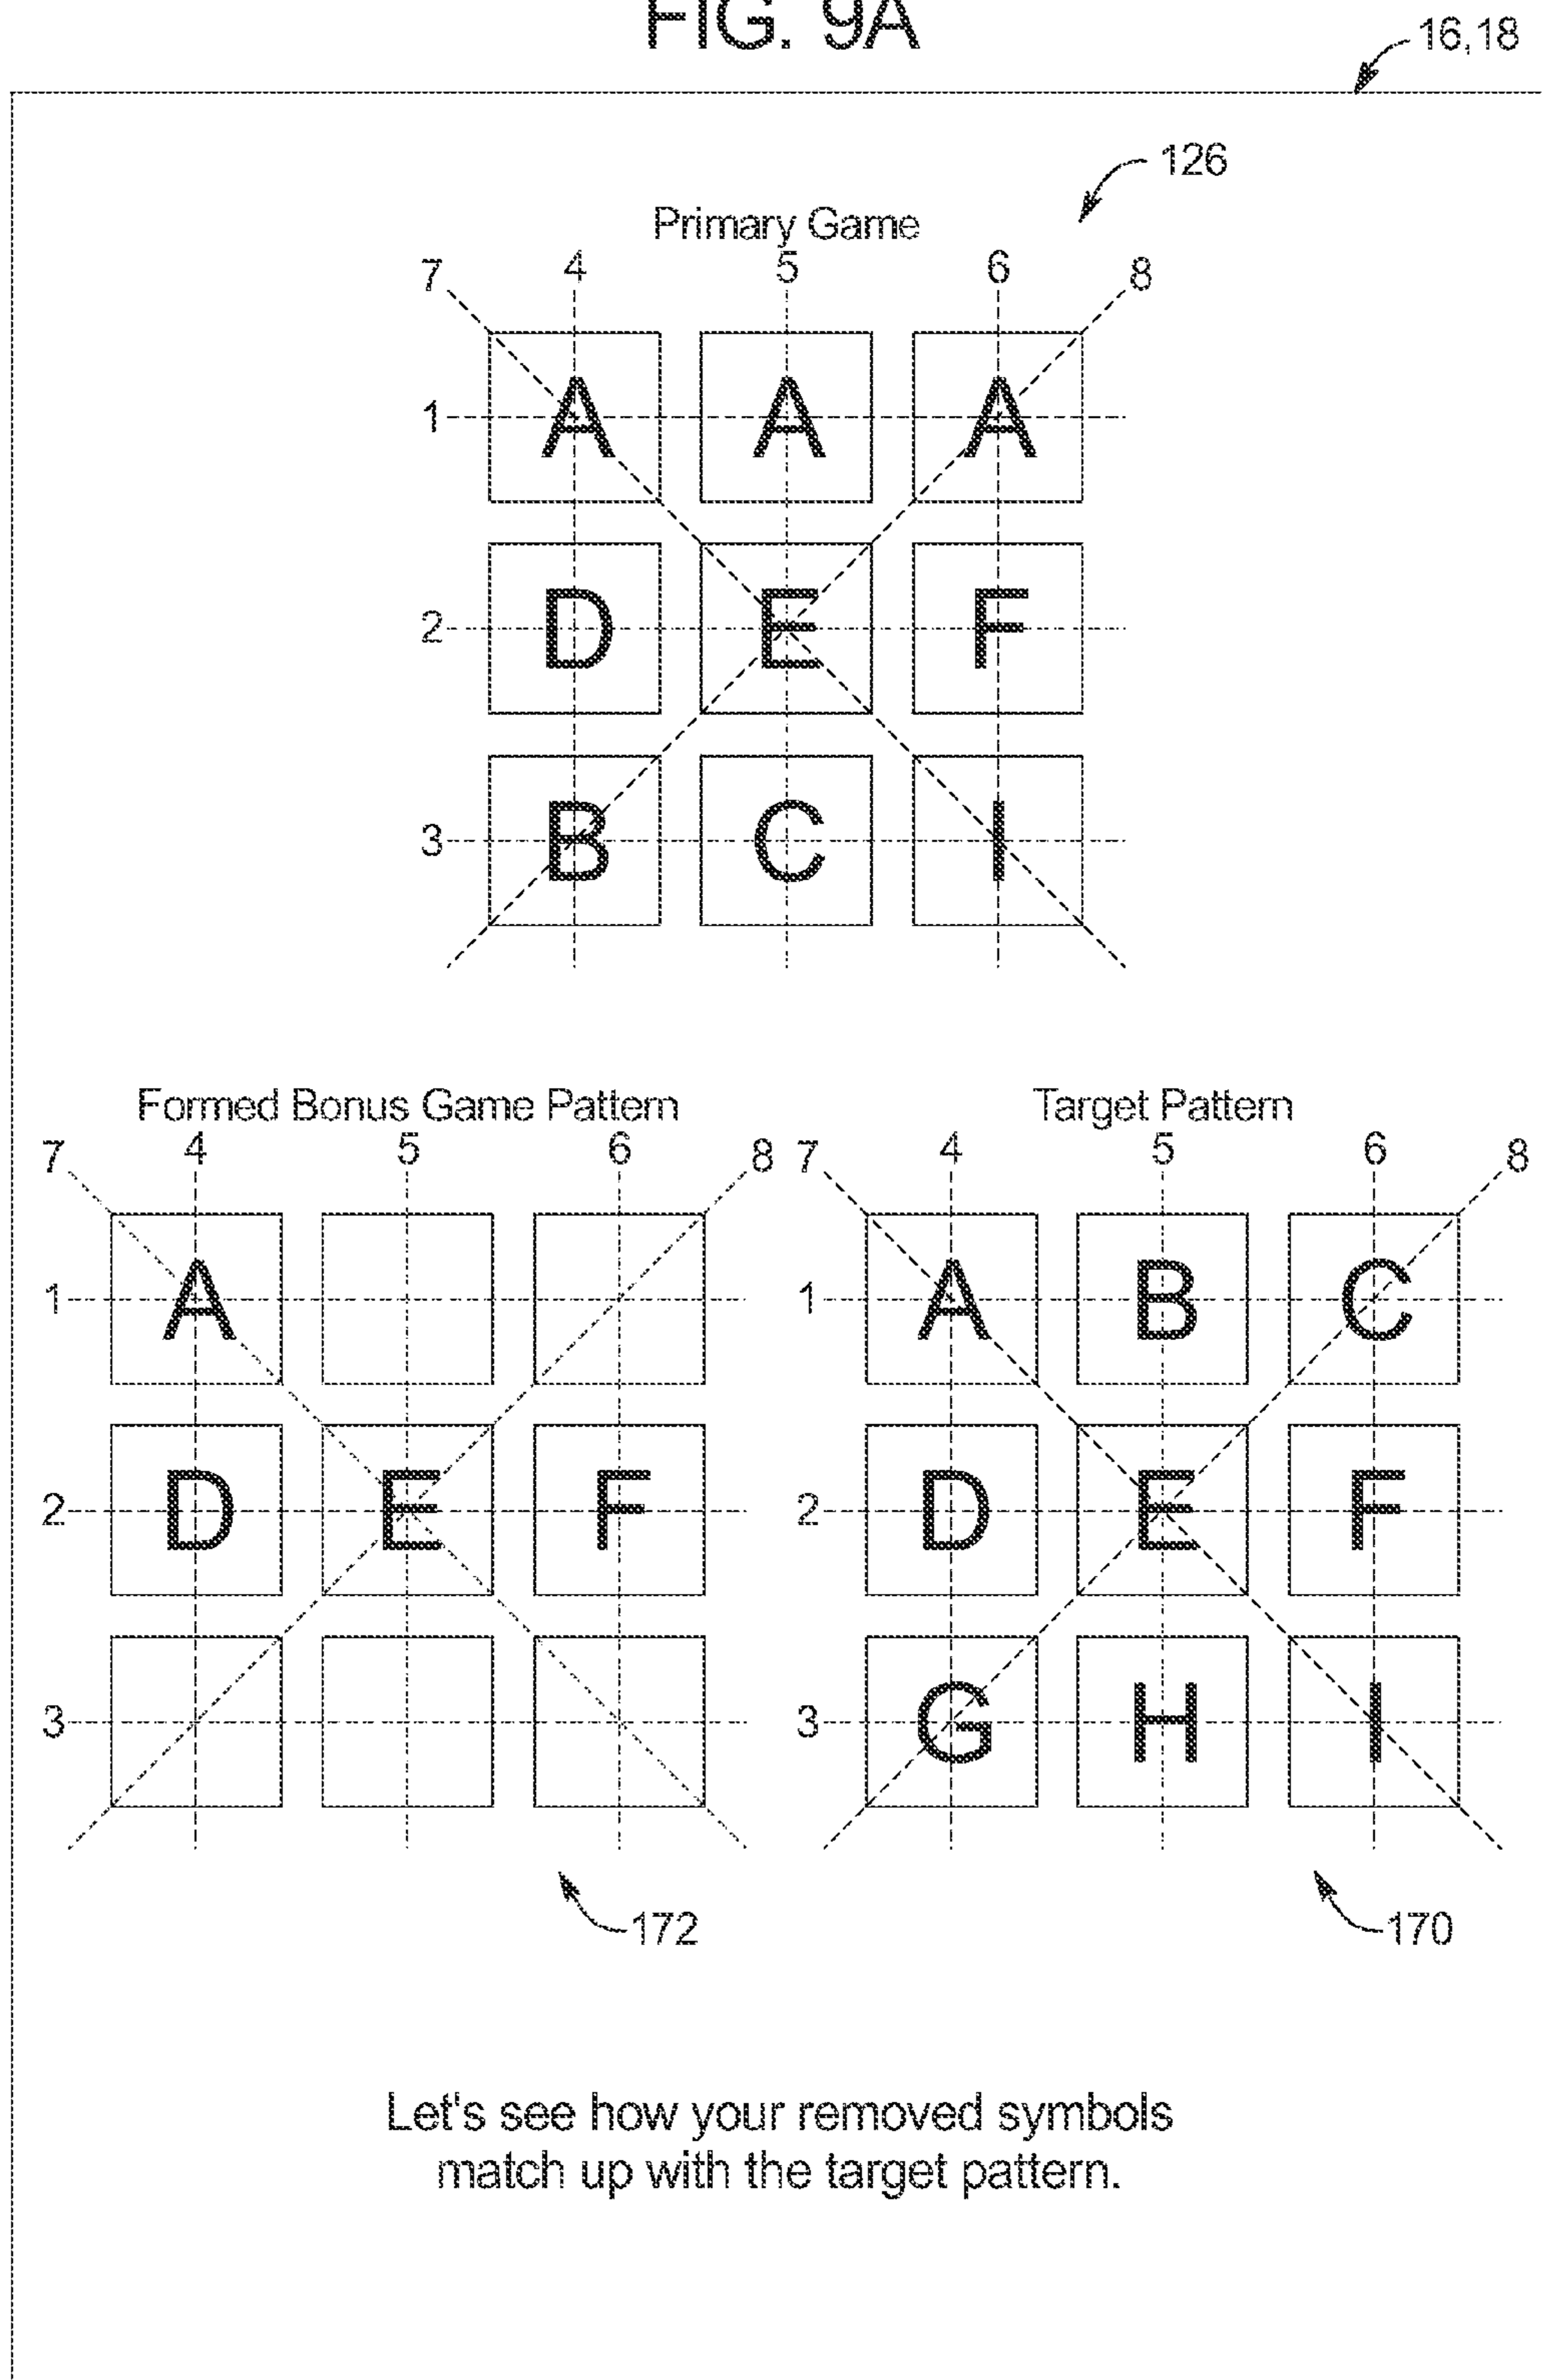 FIG. 9A
16,18
126
Primary Game
7 4 5 6 8
1 A A A
2 D E F
3 B C I
Formed Bonus Game Pattern
7 4 5 6 8
1 A
2 D E F
3
172
Target Pattern
7 4 5 6 8
1 A B C
2 D E F
3 G H I
170
Let's see how your removed symbols
match up with the target pattern.